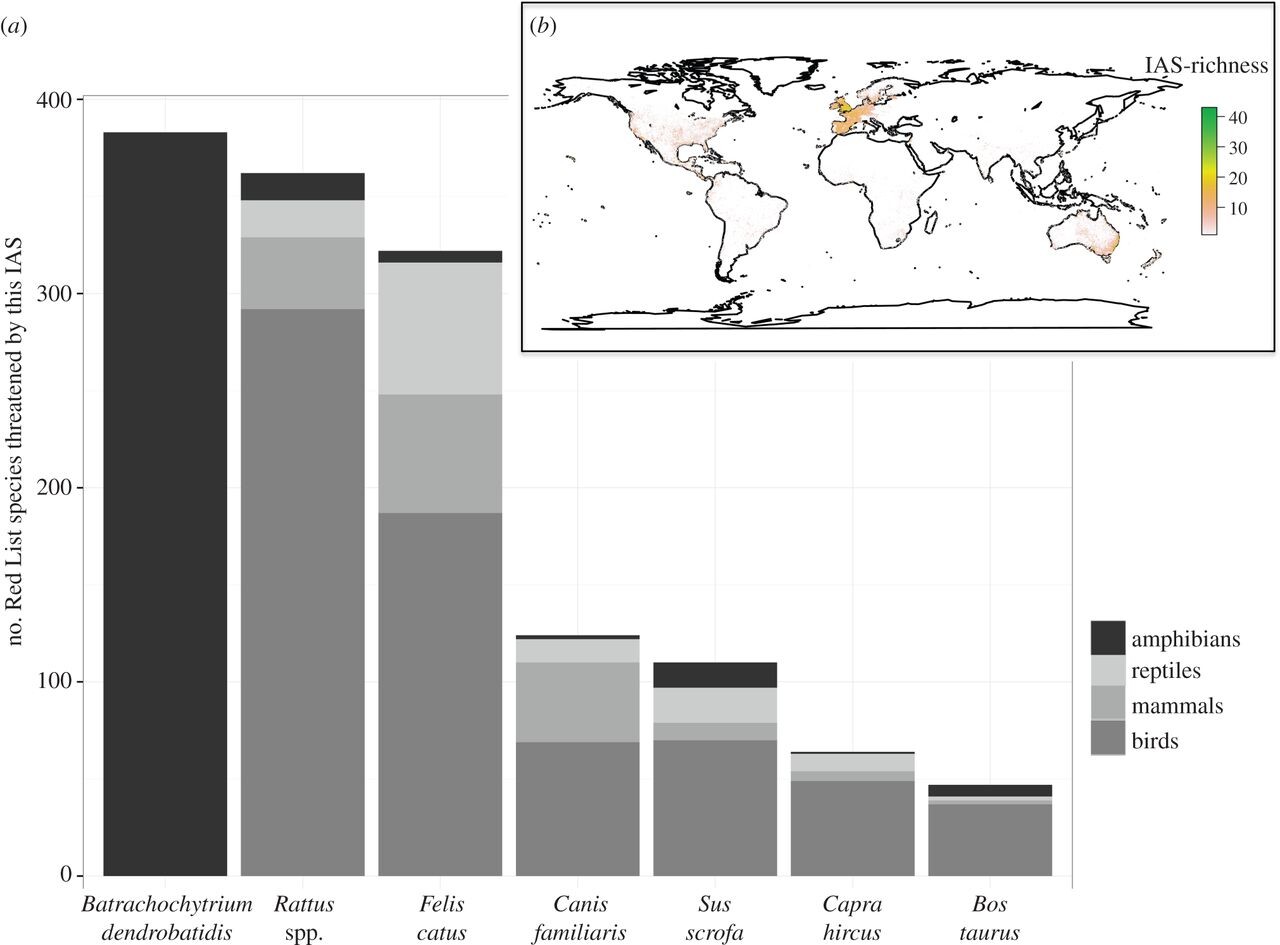 (a)
no. Red List species threatened by this IAS
400
300
200
100
0
Batrachochytrium
dendrobatidis
Rattus
spp.
Felis
catus
Canis
familiaris
Sus
scrofa
Capra
hircus
Bos
taurus
(b)
IAS-richness
40
30
20
10
amphibians
reptiles
mammals
birds